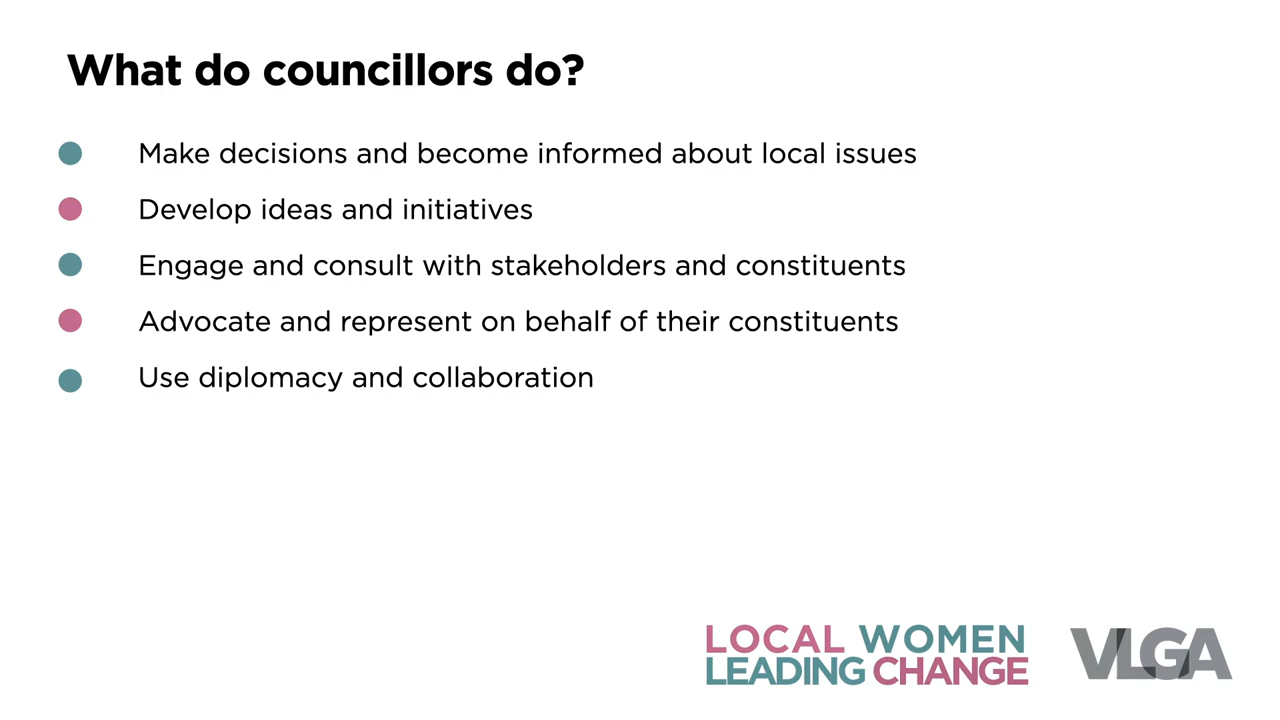 What do councillors do?
Make decisions and become informed about local issues
Develop ideas and initiatives
Engage and consult with stakeholders and constituents
Advocate and represent on behalf of their constituents
Use diplomacy and collaboration
LOCAL WOMEN
LEADING CHANGE
VLGA